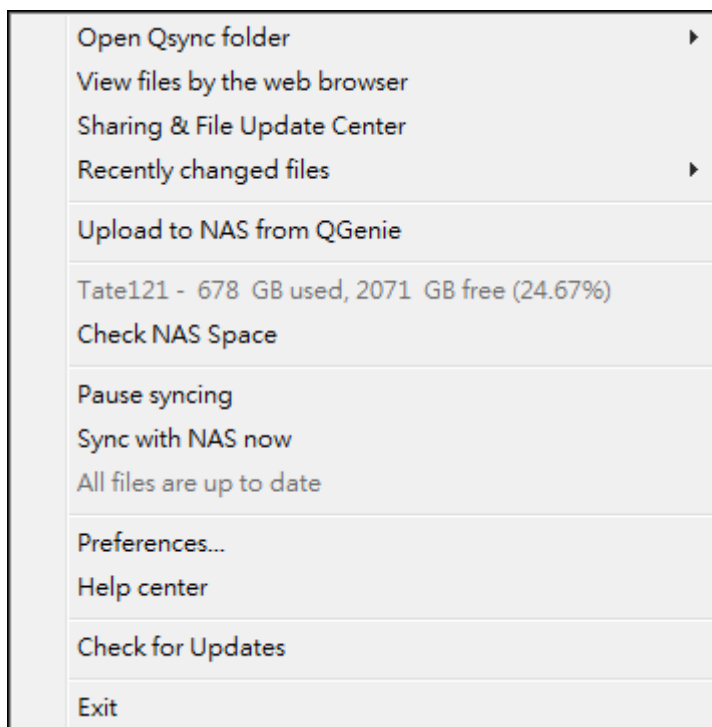 Open Qsync folder
View files by the web browser
Sharing & File Update Center
Recently changed files
Upload to NAS from QGenie
Tate121 -  678  GB used, 2071  GB free (24.67%)
Check NAS Space
Pause syncing
Sync with NAS now
All files are up to date
Preferences...
Help center
Check for Updates
Exit